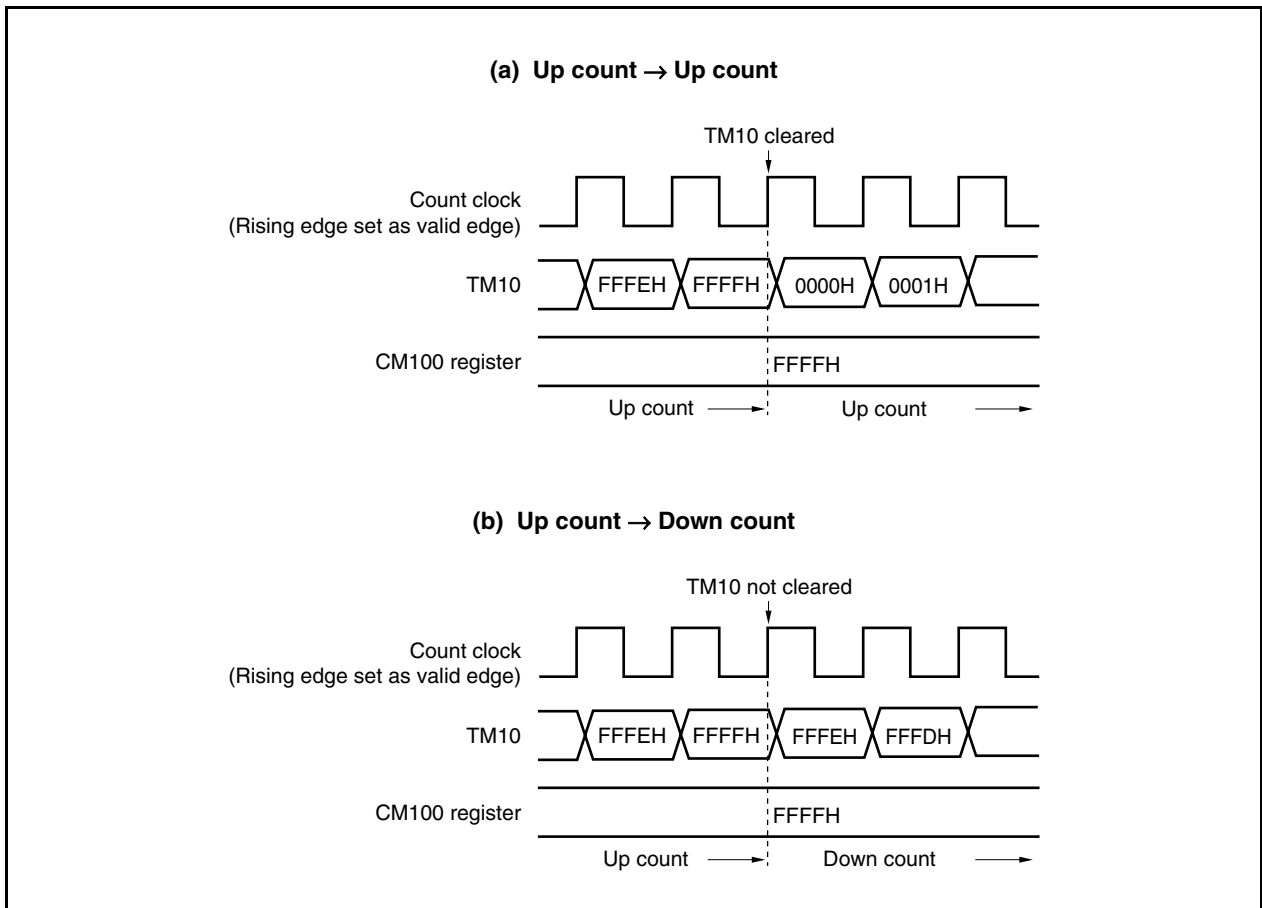 (a) Up count → Up count
TM10 cleared
Count clock
(Rising edge set as valid edge)
TM10
FFFEH
FFFFH
0000H
0001H
CM100 register
FFFFH
Up count
Up count
(b) Up count → Down count
TM10 not cleared
Count clock
(Rising edge set as valid edge)
TM10
FFFEH
FFFFH
FFFEH
FFFDH
CM100 register
FFFFH
Up count
Down count